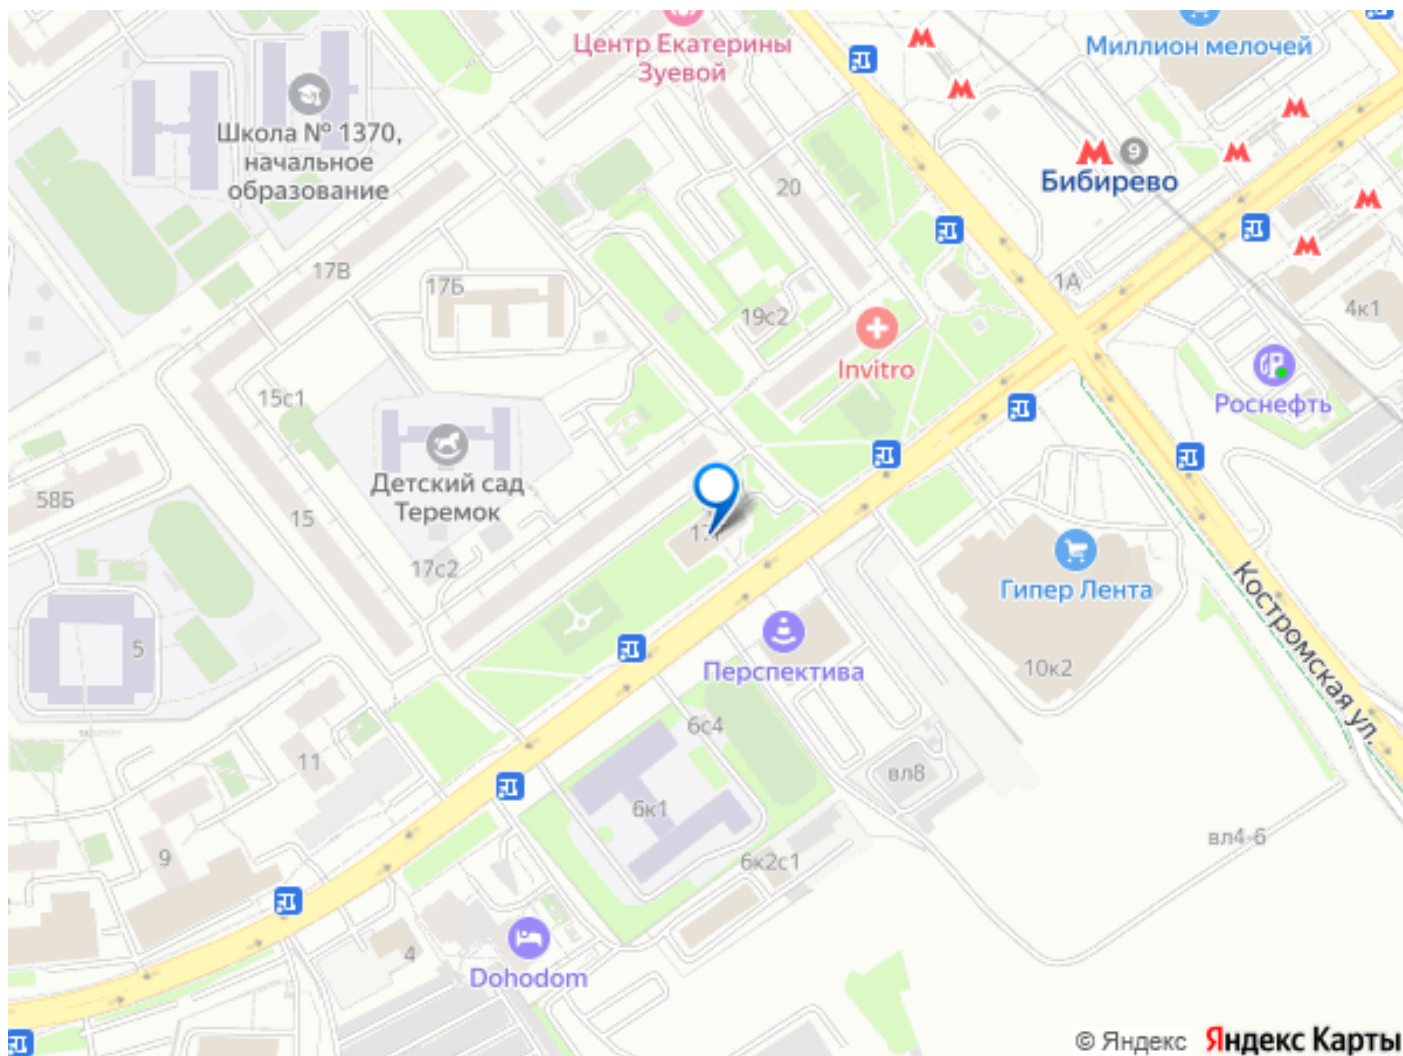 Центр Екатерины
Зуевой
Миллион мелочей
Школа № 1370,
начальное
образование
9
Бибирево
20
17В
17Б
1А
4к1
19с2
Invitro
Роснефть
15с1
Детский сад
Теремок
58Б
15
17с2
Гипер Лента
Костромская ул.
5
Перспектива
10к2
6с4
11
вл8
6к1
вл4-6
9
6к2с1
4
Dohodom
© Яндекс Яндекс Карты